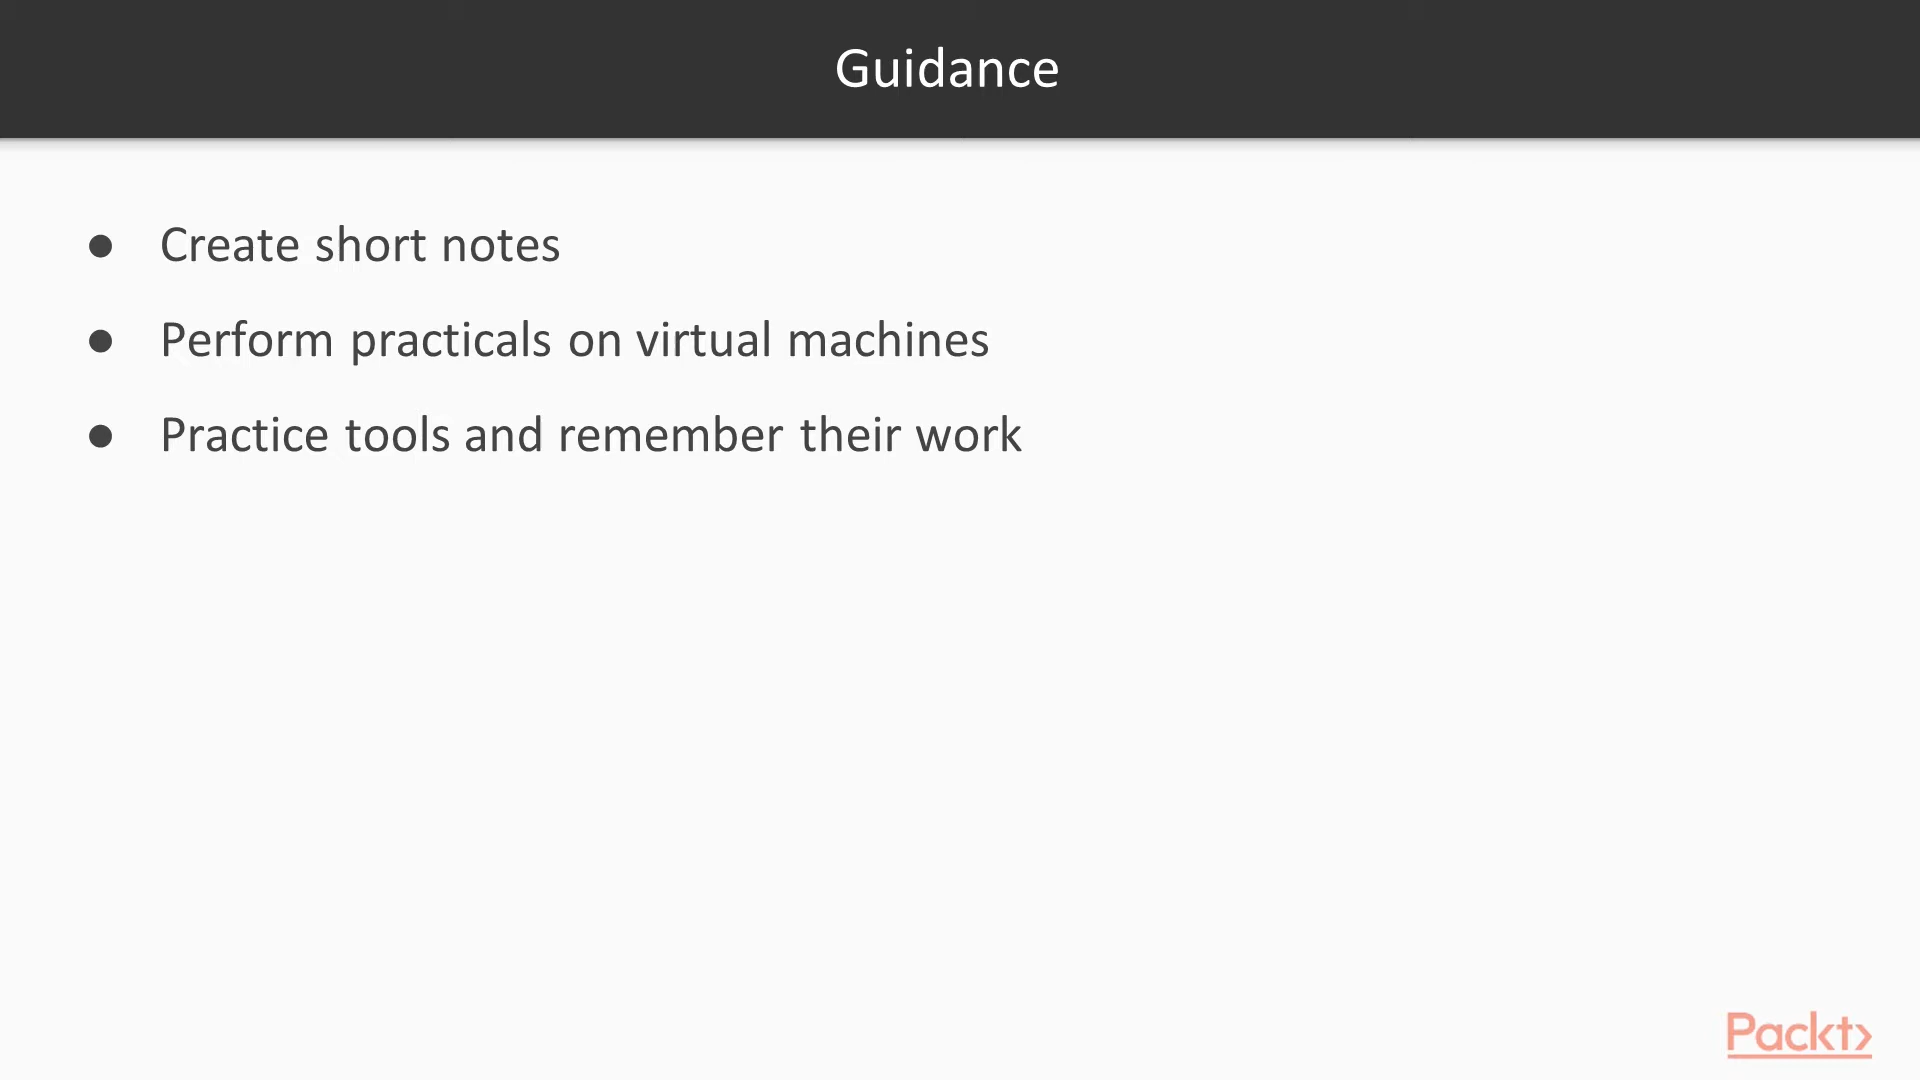 Guidance
● Create short notes
● Perform practicals on virtual machines
● Practice tools and remember their work
Packt>